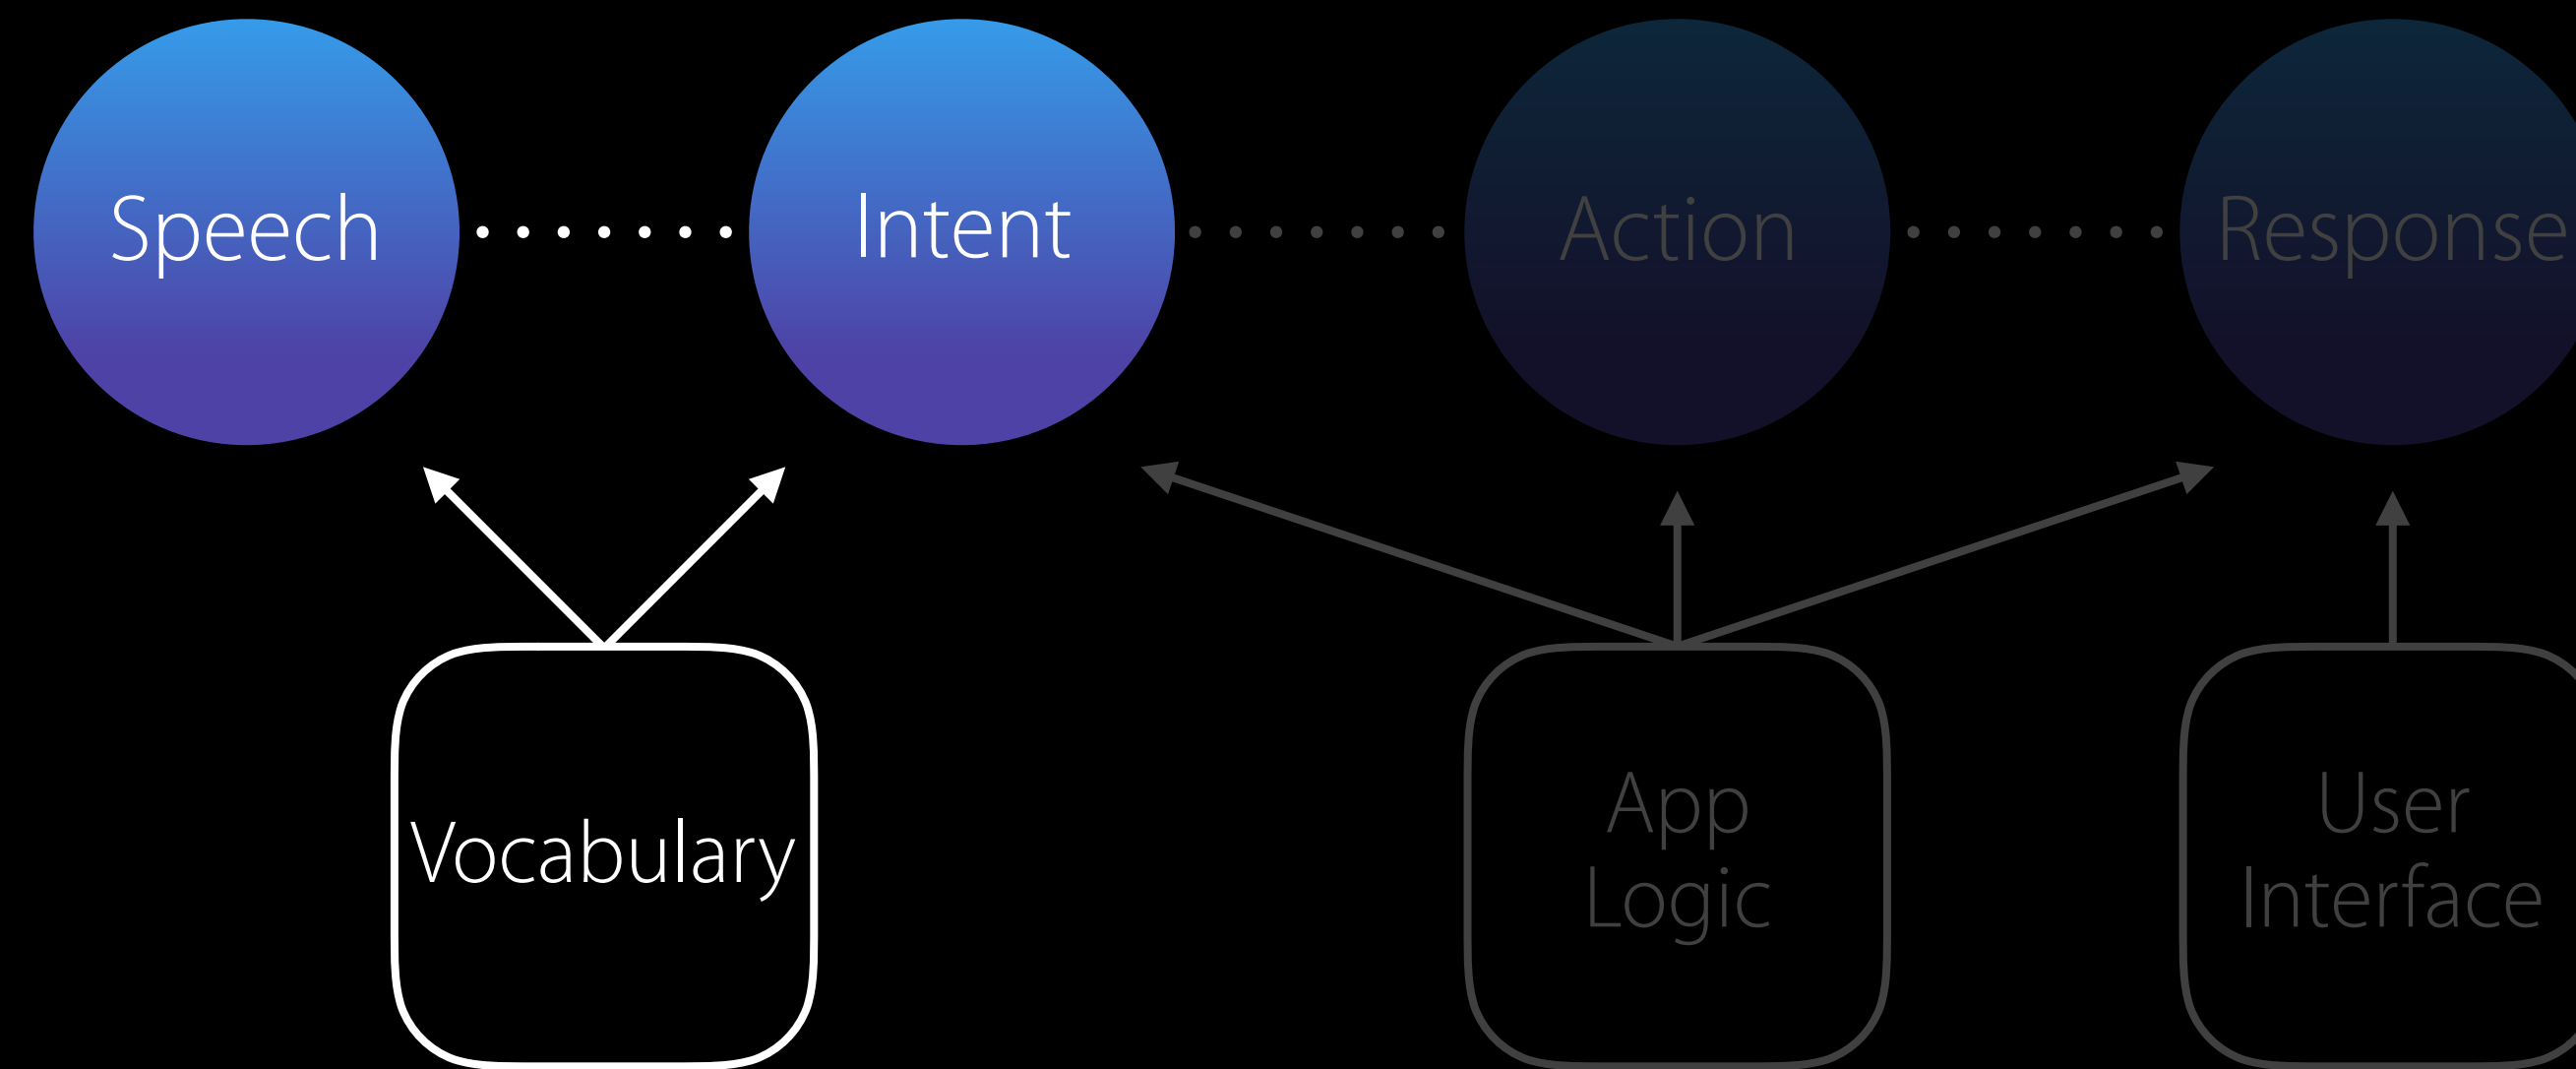 Speech
Intent
Action
Response
Vocabulary
App
Logic
User
Interface